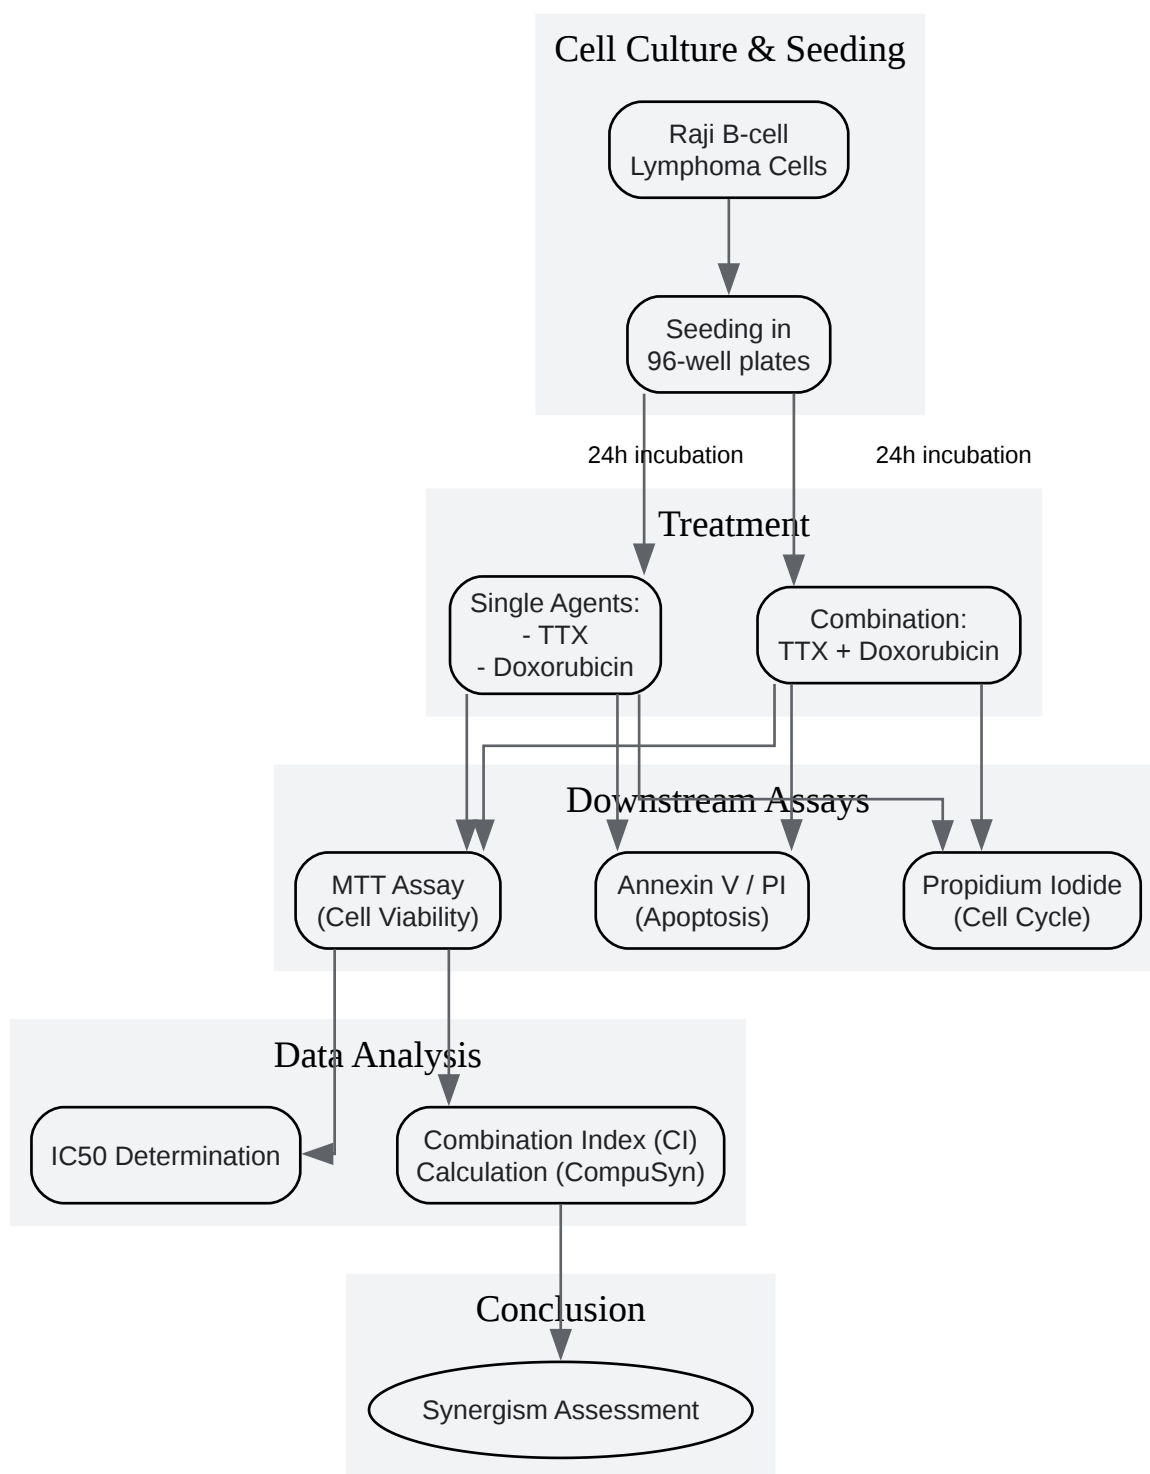 Cell Culture & Seeding
Raji B-cell
Lymphoma Cells
Seeding in
96-well plates
24h incubation
24h incubation
Treatment
Single Agents:
- TTX
- Doxorubicin
Combination:
TTX + Doxorubicin
Downstream Assays
MTT Assay
(Cell Viability)
Annexin V / PI
(Apoptosis)
Propidium Iodide
(Cell Cycle)
Data Analysis
IC50 Determination
Combination Index (CI)
Calculation (CompuSyn)
Conclusion
Synergism Assessment